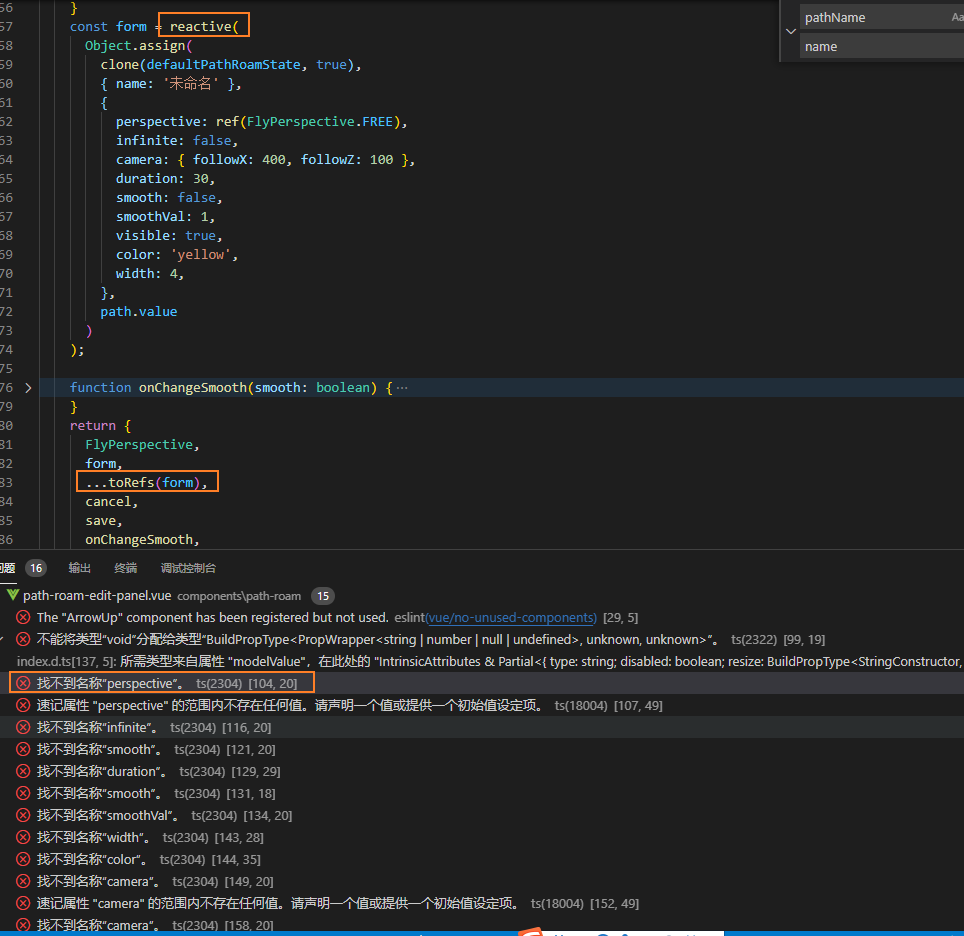 56 }
57 const form = reactive(
58 Object.assign(
59 clone(defaultPathRoamState, true),
60 { name: '未命名' },
61 {
62 perspective: ref(FlyPerspective.FREE),
63 infinite: false,
64 camera: { followX: 400, followZ: 100 },
65 duration: 30,
66 smooth: false,
67 smoothVal: 1,
68 visible: true,
69 color: 'yellow',
70 width: 4,
71 },
72 path.value
73 )
74 );
75
76 function onChangeSmooth(smooth: boolean) { ···
79 }
80 return {
81 FlyPerspective,
82 form,
83 ...toRefs(form),
84 cancel,
85 save,
86 onChangeSmooth,
pathName Aa
name
问题 16 输出 终端 调试控制台
path-roam-edit-panel.vue components\path-roam 15
The "ArrowUp" component has been registered but not used. eslint(vue/no-unused-components) [29, 5]
不能将类型“void”分配给类型“BuildPropType<PropWrapper<string | number | null | undefined>, unknown, unknown>”。 ts(2322) [99, 19]
index.d.ts[137, 5]: 所需类型来自属性 "modelValue"，在此处的 "IntrinsicAttributes & Partial<{ type: string; disabled: boolean; resize: BuildPropType<StringConstructor,
找不到名称“perspective”。 ts(2304) [104, 20]
速记属性 "perspective" 的范围内不存在任何值。请声明一个值或提供一个初始值设定项。 ts(18004) [107, 49]
找不到名称“infinite”。 ts(2304) [116, 20]
找不到名称“smooth”。 ts(2304) [121, 20]
找不到名称“duration”。 ts(2304) [129, 29]
找不到名称“smooth”。 ts(2304) [131, 18]
找不到名称“smoothVal”。 ts(2304) [134, 20]
找不到名称“width”。 ts(2304) [143, 28]
找不到名称“color”。 ts(2304) [144, 35]
找不到名称“camera”。 ts(2304) [149, 20]
速记属性 "camera" 的范围内不存在任何值。请声明一个值或提供一个初始值设定项。 ts(18004) [152, 49]
找不到名称“camera”。 ts(2304) [158, 20]